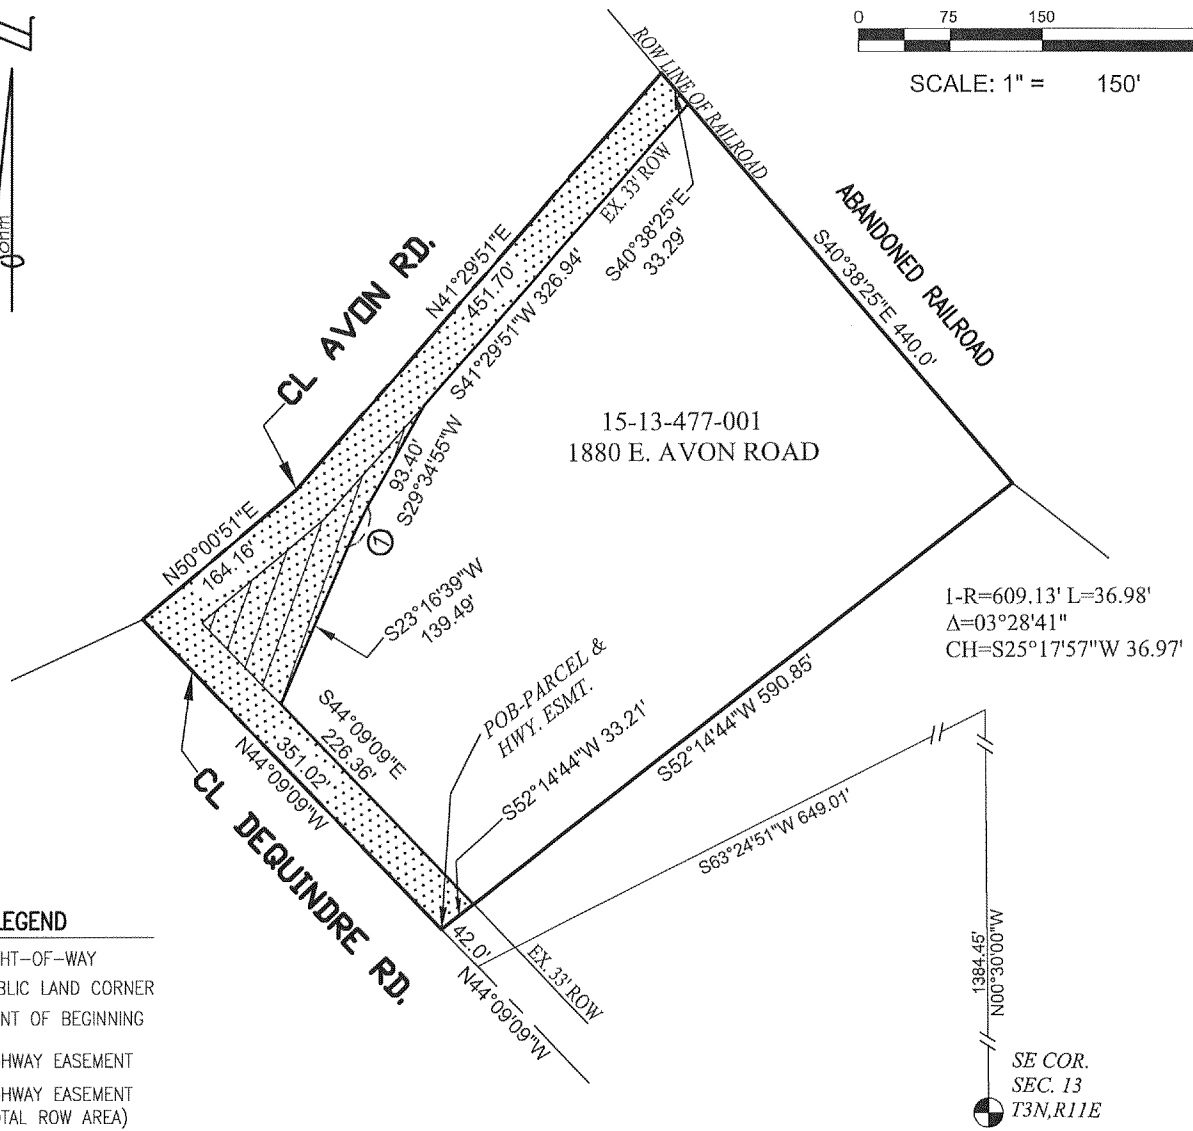 0 75 150
SCALE: 1" = 150'
ROW LINE OF RAILROAD
EX. 33' ROW
S40°38'25"E
33.29'
ABANDONED RAILROAD
S40°38'25"E 440.0'
CL AVON RD.
N41°29'51"E
451.70'
S41°29'51"W 326.94'
15-13-477-001
1880 E. AVON ROAD
93.40'
S29°34'55"W
1
N50°00'51"E
164.16'
S23°16'39"W
139.49'
1-R=609.13' L=36.98'
Δ=03°28'41"
CH=S25°17'57"W 36.97'
POB-PARCEL &
HWY. ESMT.
S44°09'09"E
226.36'
351.02'
N44°09'09"W
CL DEQUINDRE RD.
S52°14'44"W 33.21'
S52°14'44"W 590.85'
S63°24'51"W 649.01'
42.0'
N44°09'09"W
EX. 33' ROW
1384.45'
N00°30'00"W
SE COR.
SEC. 13
T3N,R11E
LEGEND
HT-OF-WAY
BLIC LAND CORNER
NT OF BEGINNING
HWAY EASEMENT
HWAY EASEMENT
OTAL ROW AREA)